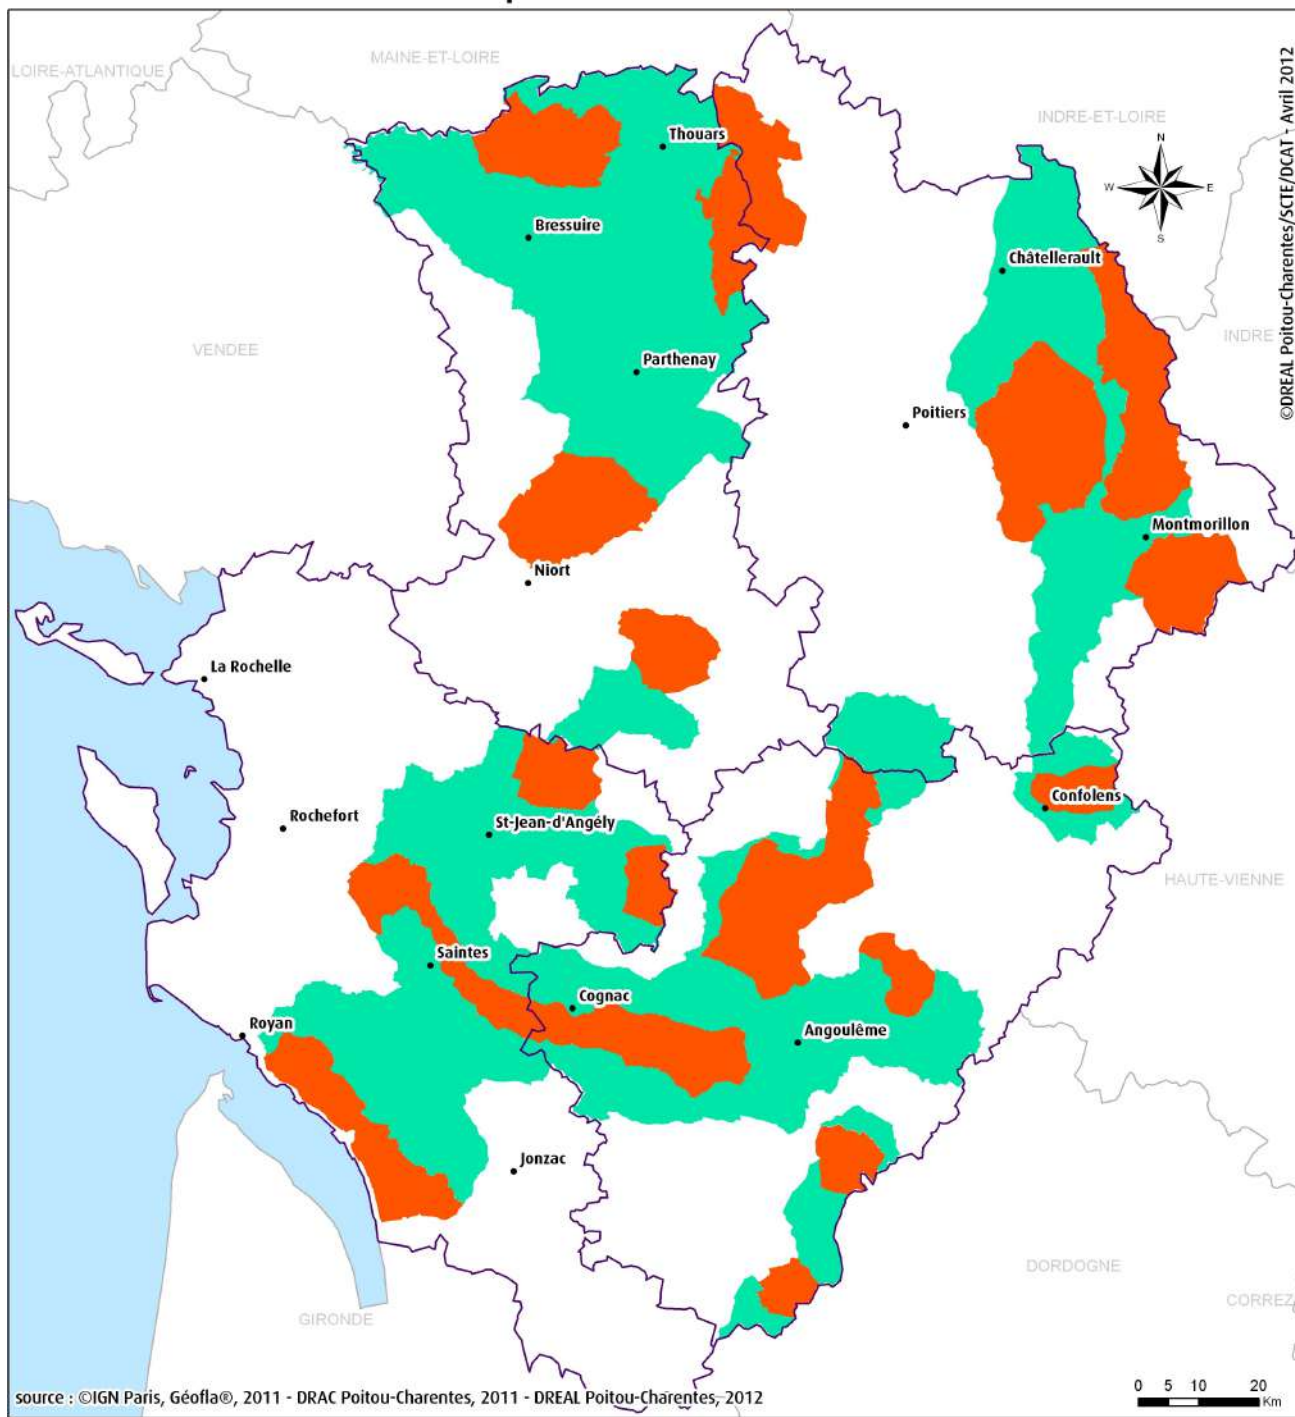 MAINE-ET-LOIRE
LOIRE-ATLANTIQUE
©DREAL Poitou-Charentes/SCTE/DCAT - Avril 2012
INDRE-ET-LOIRE
Thouars
N
W
E
S
Bressuire
Châtellerault
VENDEE
INDRE
Parthenay
Poitiers
Montmorillon
Niort
La Rochelle
Confolens
Rochefort
St-Jean-d'Angély
HAUTE-VIENNE
Saintes
Cognac
Royan
Angoulême
Jonzac
DORDOGNE
CORREZ
GIRONDE
source : ©IGN Paris, Géofla®, 2011 - DRAC Poitou-Charentes, 2011 - DREAL Poitou-Charentes, 2012
0 5 10 20
Km